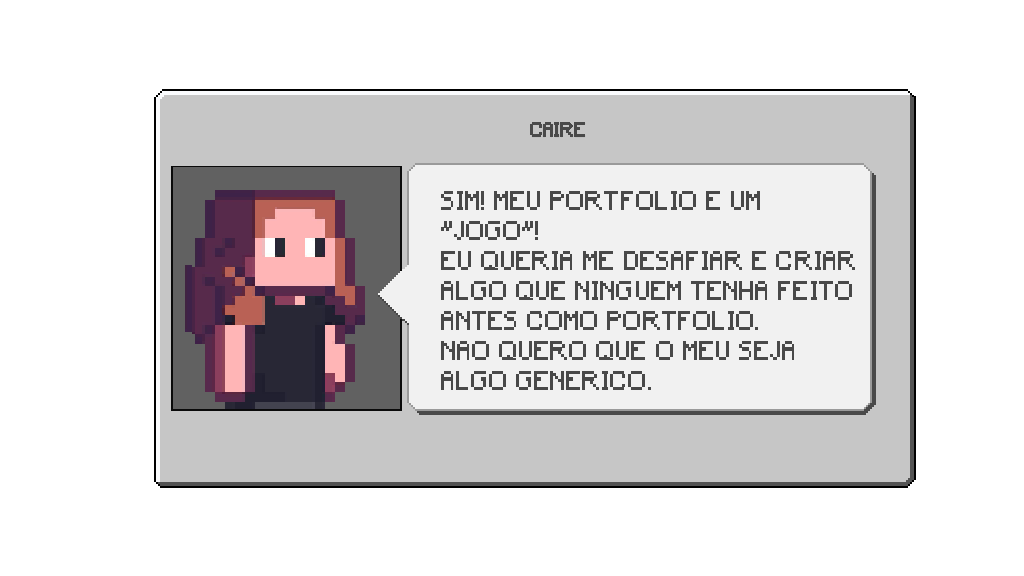 CAIRE
SIM! MEU PORTFOLIO E UM
"JOGO"!
EU QUERIA ME DESAFIAR E CRIAR
ALGO QUE NINGUEM TENHA FEITO
ANTES COMO PORTFOLIO.
NAO QUERO QUE O MEU SEJA
ALGO GENERICO.